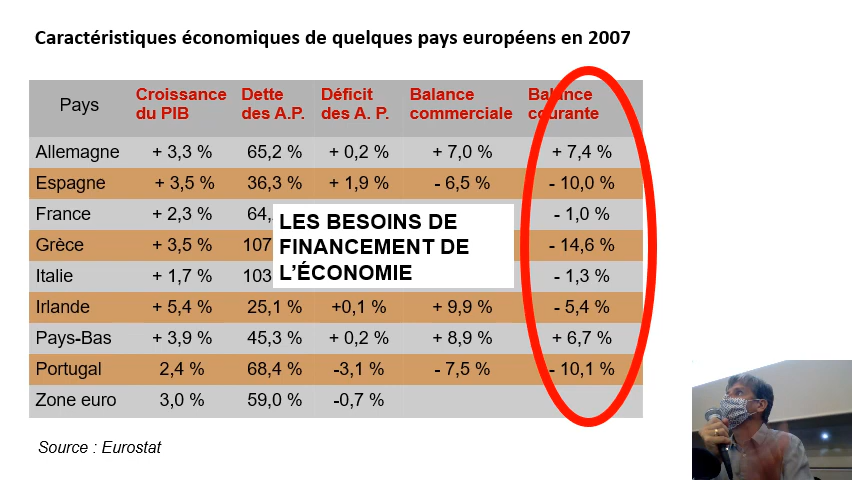 Caractéristiques économiques de quelques pays européens en 2007
Pays Croissance du PIB Dette des A.P. Déficit des A. P. Balance commerciale Balance courante
Allemagne + 3,3 % 65,2 % + 0,2 % + 7,0 % + 7,4 %
Espagne + 3,5 % 36,3 % + 1,9 % - 6,5 % - 10,0 %
France + 2,3 % 64, - 1,0 %
Grèce + 3,5 % 107 - 14,6 %
Italie + 1,7 % 103 - 1,3 %
LES BESOINS DE
FINANCEMENT DE
L'ÉCONOMIE
Irlande + 5,4 % 25,1 % +0,1 % + 9,9 % - 5,4 %
Pays-Bas + 3,9 % 45,3 % + 0,2 % + 8,9 % + 6,7 %
Portugal 2,4 % 68,4 % -3,1 % - 7,5 % - 10,1 %
Zone euro 3,0 % 59,0 % -0,7 %
Source : Eurostat